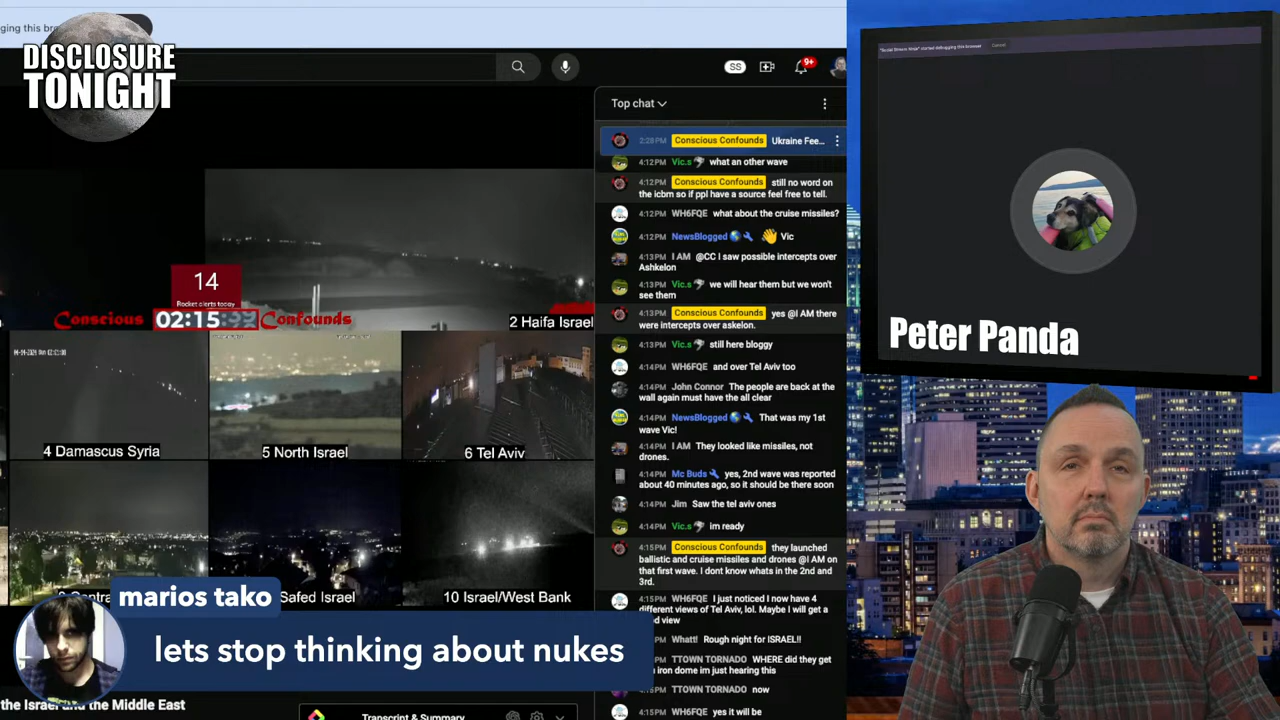 ging this bro
DISCLOSURE
TONIGHT
SS
9+
Top chat
2:29PM Conscious Confounds Ukraine Fee...
4:12PM Vic.s what an other wave
4:12PM Conscious Confounds still no word on
the icbm so if ppl have a source feel free to tell.
4:12PM WH6FQE what about the cruise missiles?
4:12PM NewsBlogged Vic
4:13PM I AM @CC I saw possible intercepts over
Ashkelon
4:13PM Vic.s we will hear them but we won't
see them
4:13PM Conscious Confounds yes @I AM there
were intercepts over askelon.
4:13PM Vic.s still here bloggy
4:14PM WH6FQE and over Tel Aviv too
4:14PM John Connor The people are back at the
wall again must have the all clear
4:14PM NewsBlogged That was my 1st
wave Vic!
4:14PM I AM They looked like missiles, not
drones.
4:14PM Mc Buds yes, 2nd wave was reported
about 40 minutes ago, so it should be there soon
4:14PM Jim Saw the tel aviv ones
4:14PM Vic.s im ready
4:15PM Conscious Confounds they launched
ballistic and cruise missiles and drones @I AM on
that first wave. I dont know whats in the 2nd and
3rd.
4:15PM WH6FQE I just noticed I now have 4
different views of Tel Aviv, lol. Maybe I will get a
d view
Whatt! Rough night for ISRAEL!!
TTOWN TORNADO WHERE did they get
iron dome im just hearing this
TTOWN TORNADO now
WH6FQE yes it will be
14
Rocket alerts today
Conscious 02:15 Confounds
2 Haifa Israel
4 Damascus Syria
5 North Israel
6 Tel Aviv
Safed Israel
10 Israel/West Bank
marios tako
lets stop thinking about nukes
the Israel and the Middle East
Transcript & Summary
started debugging this browser
Cancel
Peter Panda